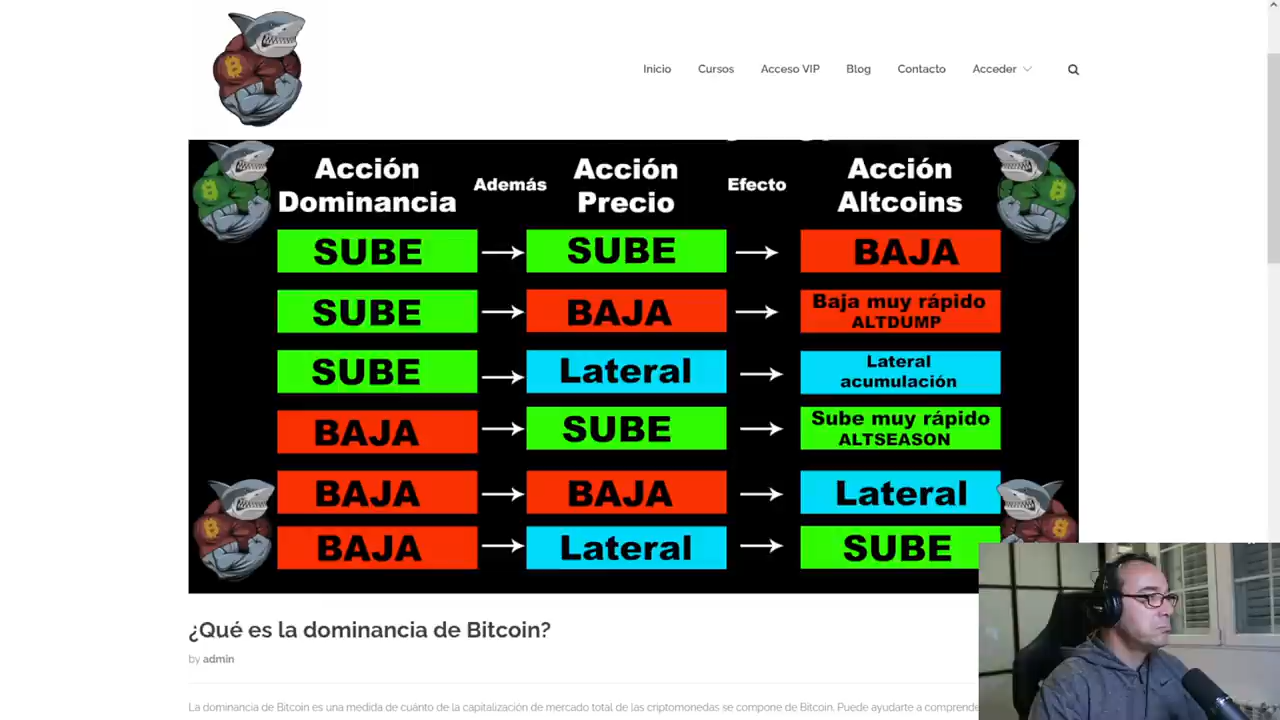 Inicio Cursos Acceso VIP Blog Contacto Acceder
Acción Dominancia Además Acción Precio Efecto Acción Altcoins
SUBE SUBE BAJA
SUBE BAJA Baja muy rápido ALTDUMP
SUBE Lateral Lateral acumulación
BAJA SUBE Sube muy rápido ALTSEASON
BAJA BAJA Lateral
BAJA Lateral SUBE
¿Qué es la dominancia de Bitcoin?
by admin
La dominancia de Bitcoin es una medida de cuánto de la capitalización de mercado total de las criptomonedas se compone de Bitcoin. Puede ayudarte a comprende